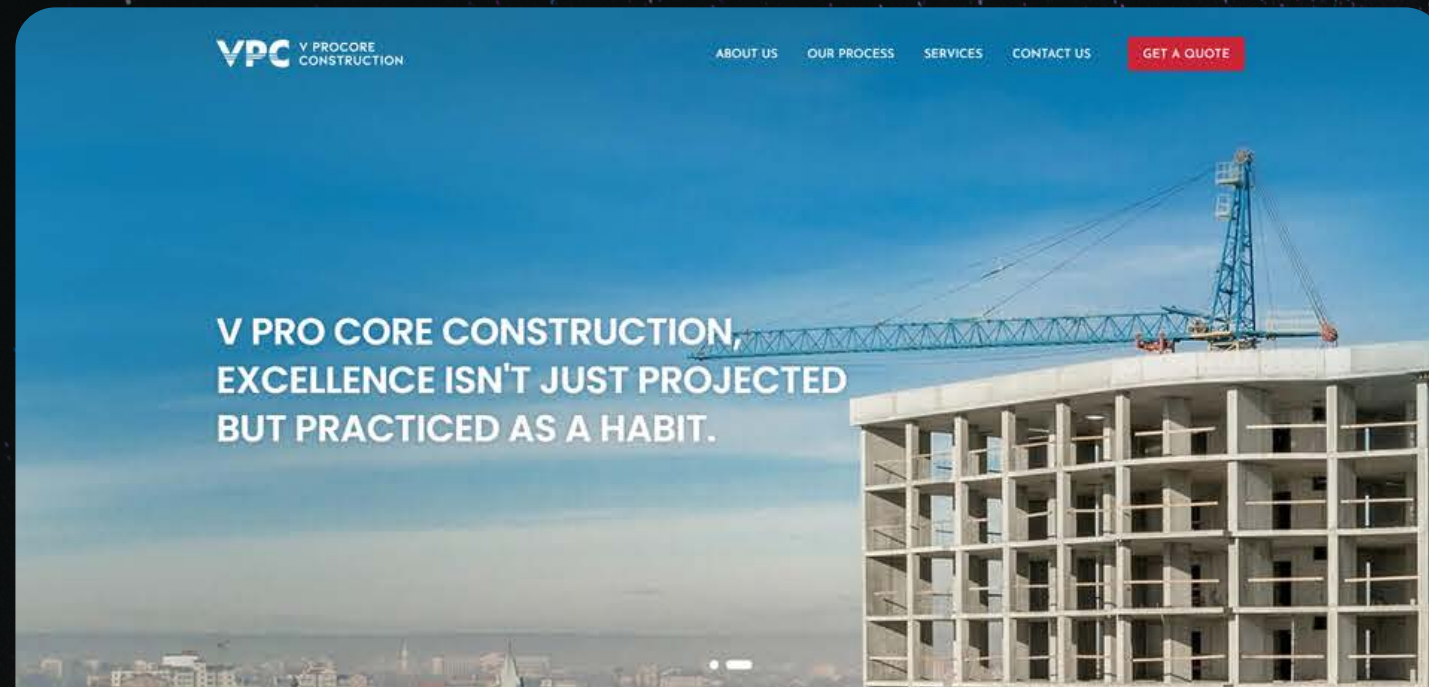 VPC
V PROCORE
CONSTRUCTION
ABOUT US
OUR PROCESS
SERVICES
CONTACT US
GET A QUOTE
V PRO CORE CONSTRUCTION,
EXCELLENCE ISN'T JUST PROJECTED
BUT PRACTICED AS A HABIT.